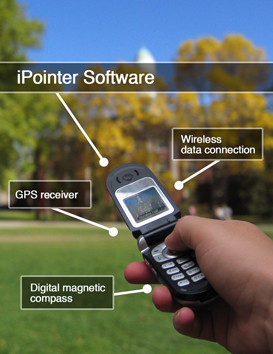 iPointer Software
Wireless
data connection
GPS receiver
Digital magnetic
compass